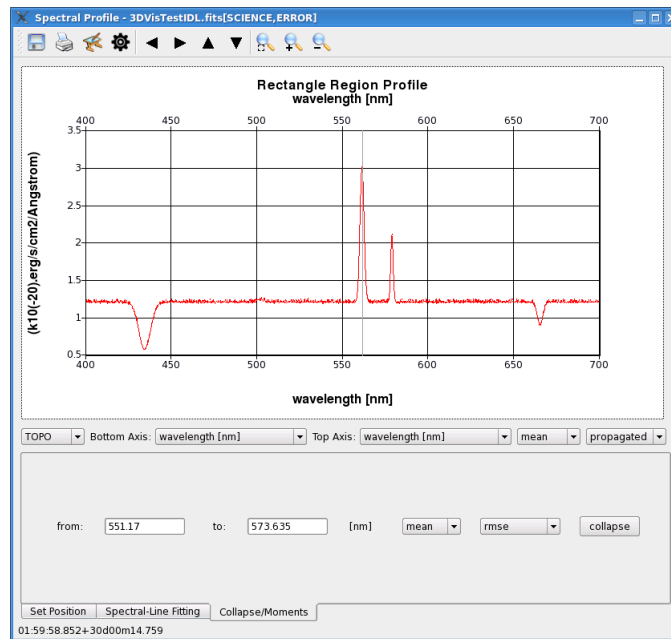 Spectral Profile - 3DVisTestIDL.fits[SCIENCE,ERROR]
Rectangle Region Profile
wavelength [nm]
400 450 500 550 600 650 700
3.5
3
2.5
2
1.5
1
0.5
(k10(-20).erg/s/cm2/Angstrom)
400 450 500 550 600 650 700
wavelength [nm]
TOPO Bottom Axis: wavelength [nm] Top Axis: wavelength [nm] mean propagated
from: 551.17 to: 573.635 [nm] mean rmse collapse
Set Position Spectral-Line Fitting Collapse/Moments
01:59:58.852+30d00m14.759